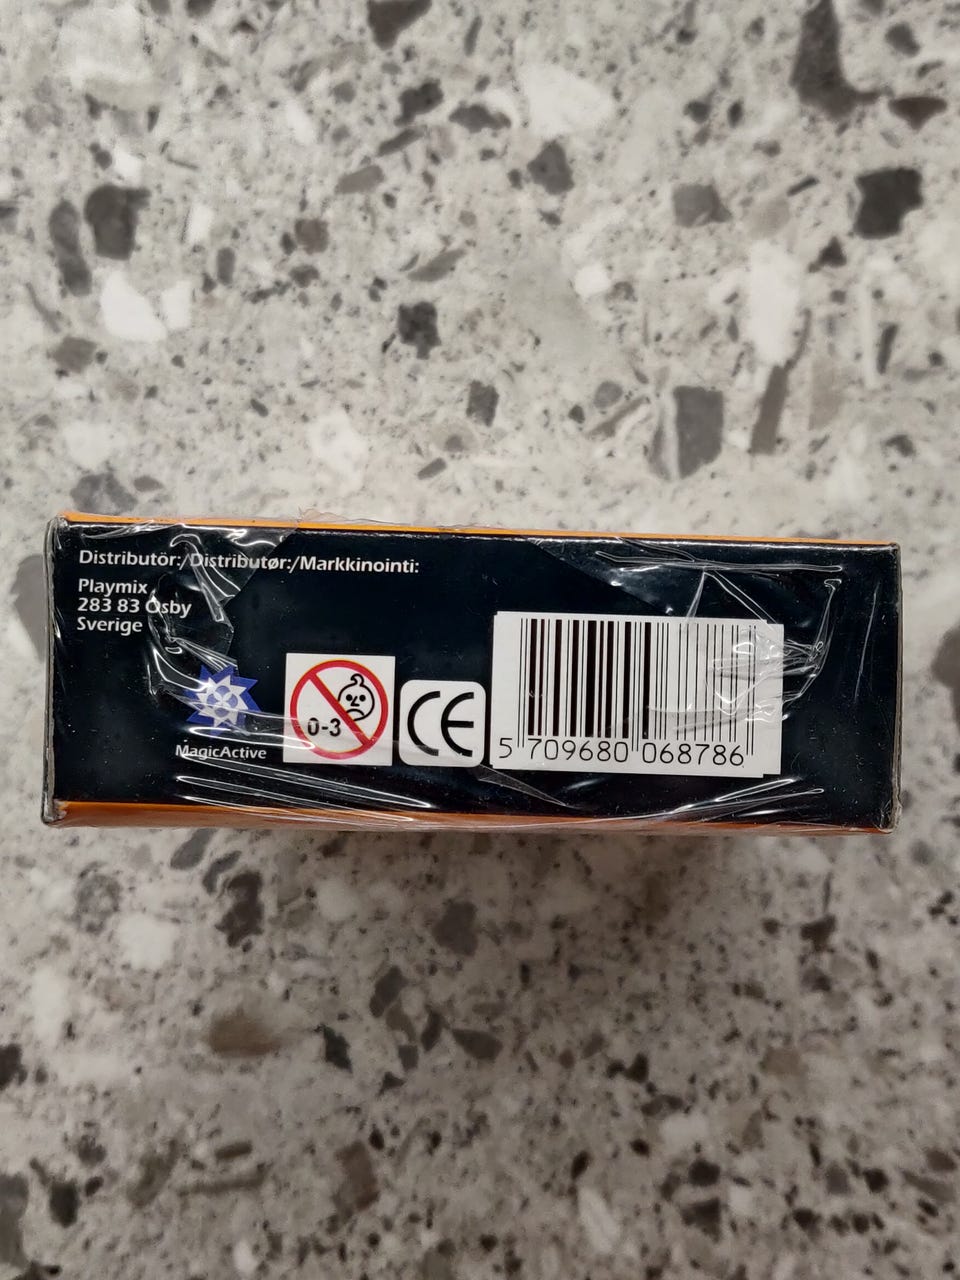 Distributör:/Distributør:/Markkinointi:
Playmix
283 83 Osby
Sverige
MagicActive
0-3
CE
5 709680 068786